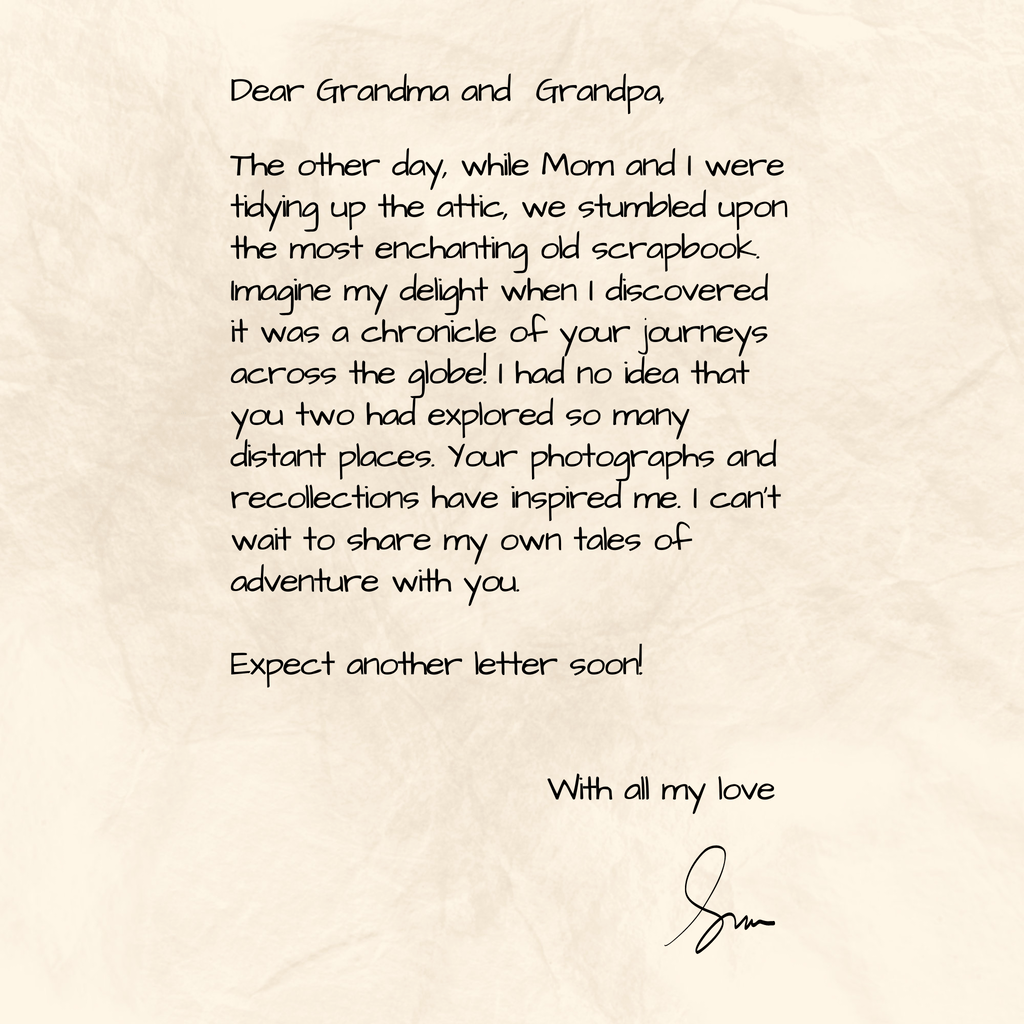 Dear Grandma and Grandpa,
The other day, while Mom and I were
tidying up the attic, we stumbled upon
the most enchanting old scrapbook.
Imagine my delight when I discovered
it was a chronicle of your journeys
across the globe! I had no idea that
you two had explored so many
distant places. Your photographs and
recollections have inspired me. I can't
wait to share my own tales of
adventure with you.
Expect another letter soon!
With all my love